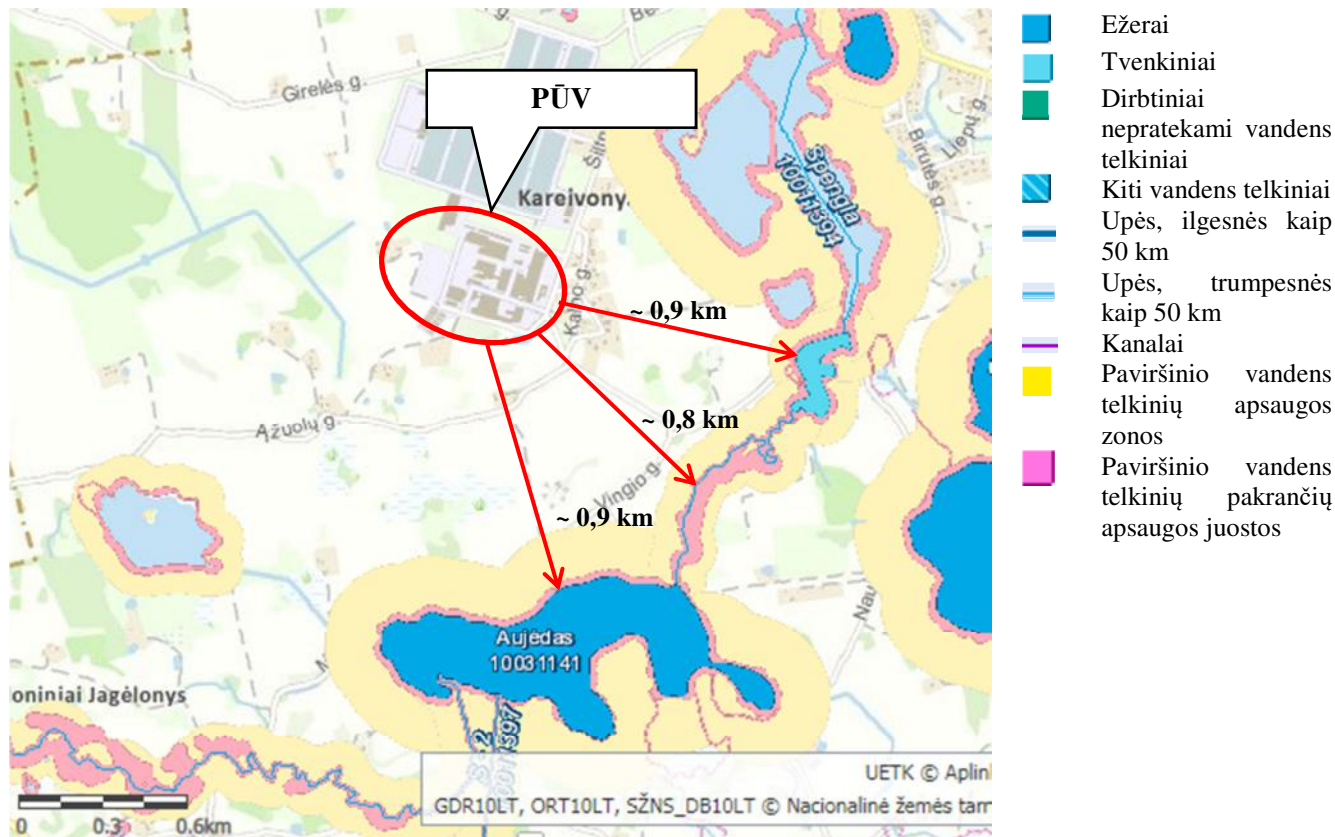 Girelės g.
PŪV
Kareivony.
Kalno g.
Birutės g.
Liepų g.
Spengla
10011394
~ 0,9 km
~ 0,8 km
~ 0,9 km
Ąžuolų g.
Vingio g.
Aujėdas
10031141
oniniai Jagėlonys
UETK © Aplinl
GDR10LT, ORT10LT, SŽNS_DB10LT © Nacionalinė žemės tarn
0 0.3 0.6km
Ežerai
Tvenkiniai
Dirbtiniai
nepratekami vandens
telkiniai
Kiti vandens telkiniai
Upės, ilgesnės kaip
50 km
Upės, trumpesnės
kaip 50 km
Kanalai
Paviršinio vandens
telkinių apsaugos
zonos
Paviršinio vandens
telkinių pakrančių
apsaugos juostos